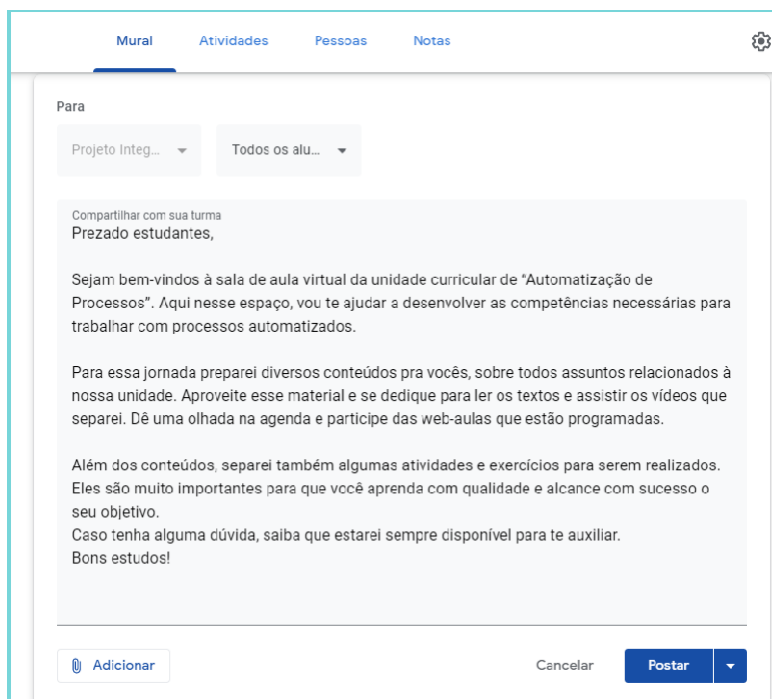 Mural Atividades Pessoas Notas
Para
Projeto Integ... Todos os alu...
Compartilhar com sua turma
Prezado estudantes,
Sejam bem-vindos à sala de aula virtual da unidade curricular de “Automatização de
Processos”. Aqui nesse espaço, vou te ajudar a desenvolver as competências necessárias para
trabalhar com processos automatizados.
Para essa jornada preparei diversos conteúdos pra vocês, sobre todos assuntos relacionados à
nossa unidade. Aproveite esse material e se dedique para ler os textos e assistir os vídeos que
separei. Dê uma olhada na agenda e participe das web-aulas que estão programadas.
Além dos conteúdos, separei também algumas atividades e exercícios para serem realizados.
Eles são muito importantes para que você aprenda com qualidade e alcance com sucesso o
seu objetivo.
Caso tenha alguma dúvida, saiba que estarei sempre disponível para te auxiliar.
Bons estudos!
Adicionar Cancelar Postar